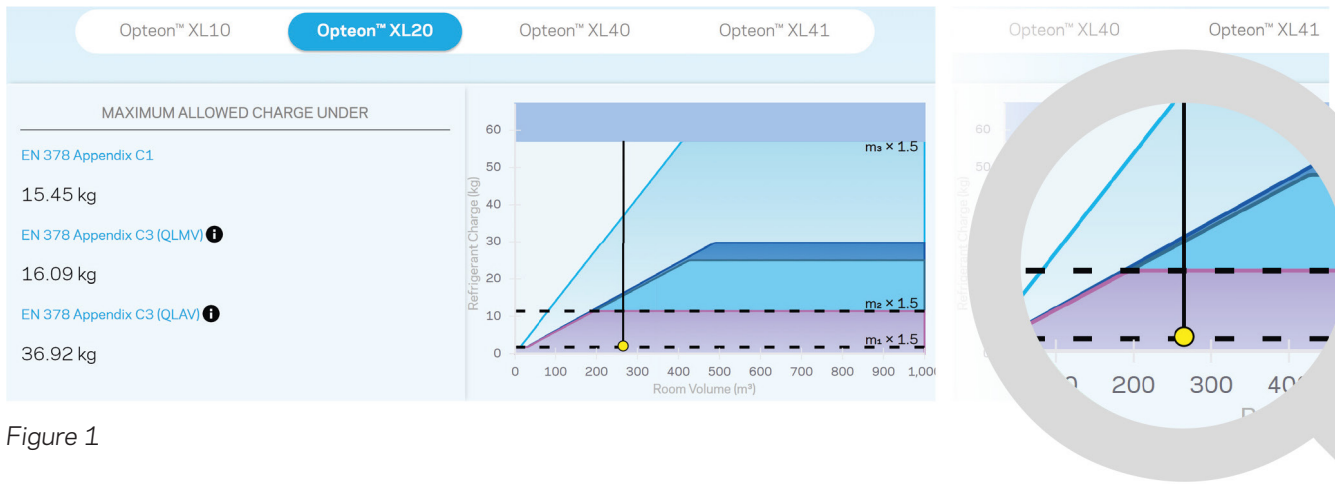 Opteon™ XL10 Opteon™ XL20 Opteon™ XL40 Opteon™ XL41
MAXIMUM ALLOWED CHARGE UNDER
EN 378 Appendix C1
15.45 kg
EN 378 Appendix C3 (QLMV) i
16.09 kg
EN 378 Appendix C3 (QLAV) i
36.92 kg
Refrigerant Charge (kg)
60
50
40
30
20
10
0
m₃ × 1.5
m₂ × 1.5
m₁ × 1.5
0 100 200 300 400 500 600 700 800 900 1,00
Room Volume (m³)
Opteon™ XL40 Opteon™ XL41
60
50
200 300 40
Figure 1